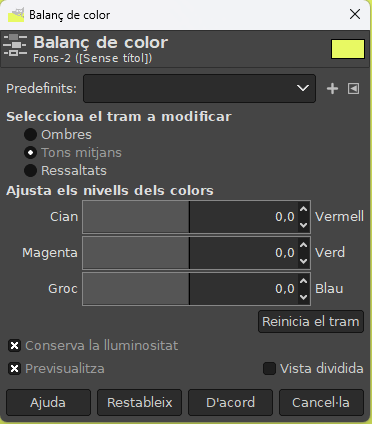 Balanç de color
Balanç de color
Fons-2 ([Sense títol])
Predefinits:
Selecciona el tram a modificar
Ombres
Tons mitjans
Ressaltats
Ajusta els nivells dels colors
Cian 0,0 Vermell
Magenta 0,0 Verd
Groc 0,0 Blau
Reinicia el tram
Conserva la lluminositat
Previsualitza Vista dividida
Ajuda Restableix D'acord Cancel·la